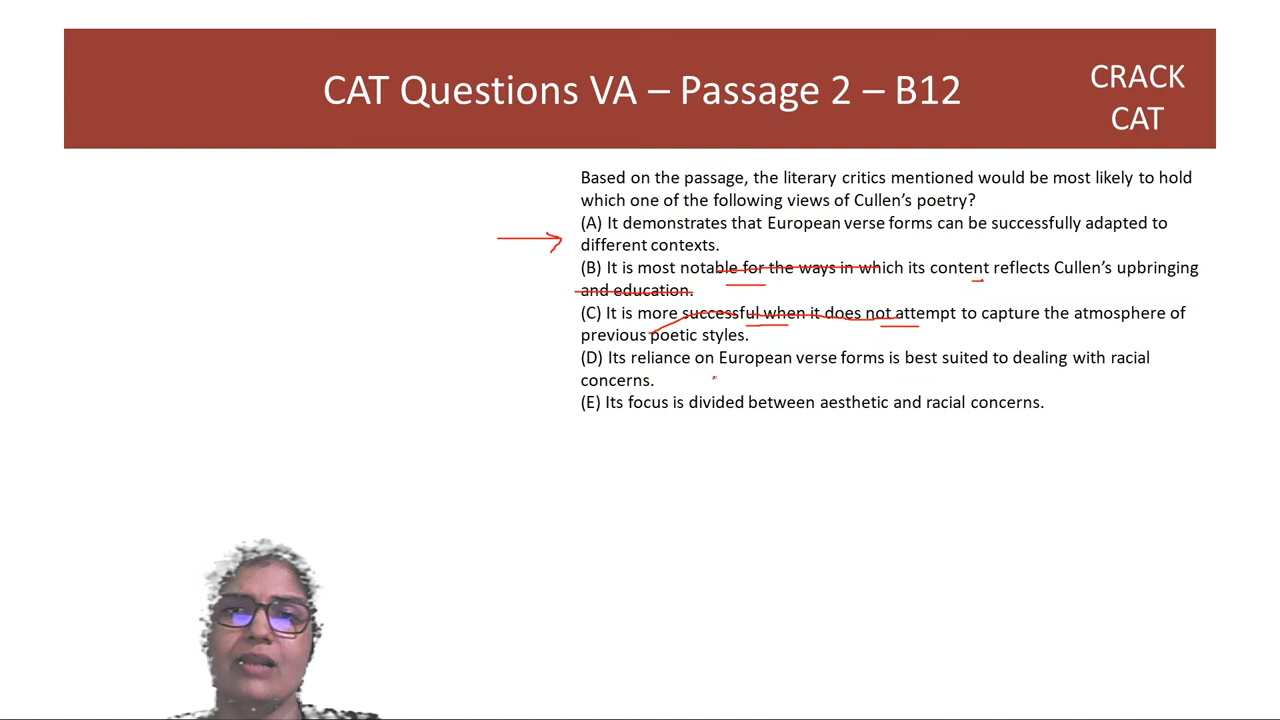 CAT Questions VA – Passage 2 – B12
CRACK
CAT
Based on the passage, the literary critics mentioned would be most likely to hold
which one of the following views of Cullen’s poetry?
(A) It demonstrates that European verse forms can be successfully adapted to
different contexts.
(B) It is most notable for the ways in which its content reflects Cullen’s upbringing
and education.
(C) It is more successful when it does not attempt to capture the atmosphere of
previous poetic styles.
(D) Its reliance on European verse forms is best suited to dealing with racial
concerns.
(E) Its focus is divided between aesthetic and racial concerns.